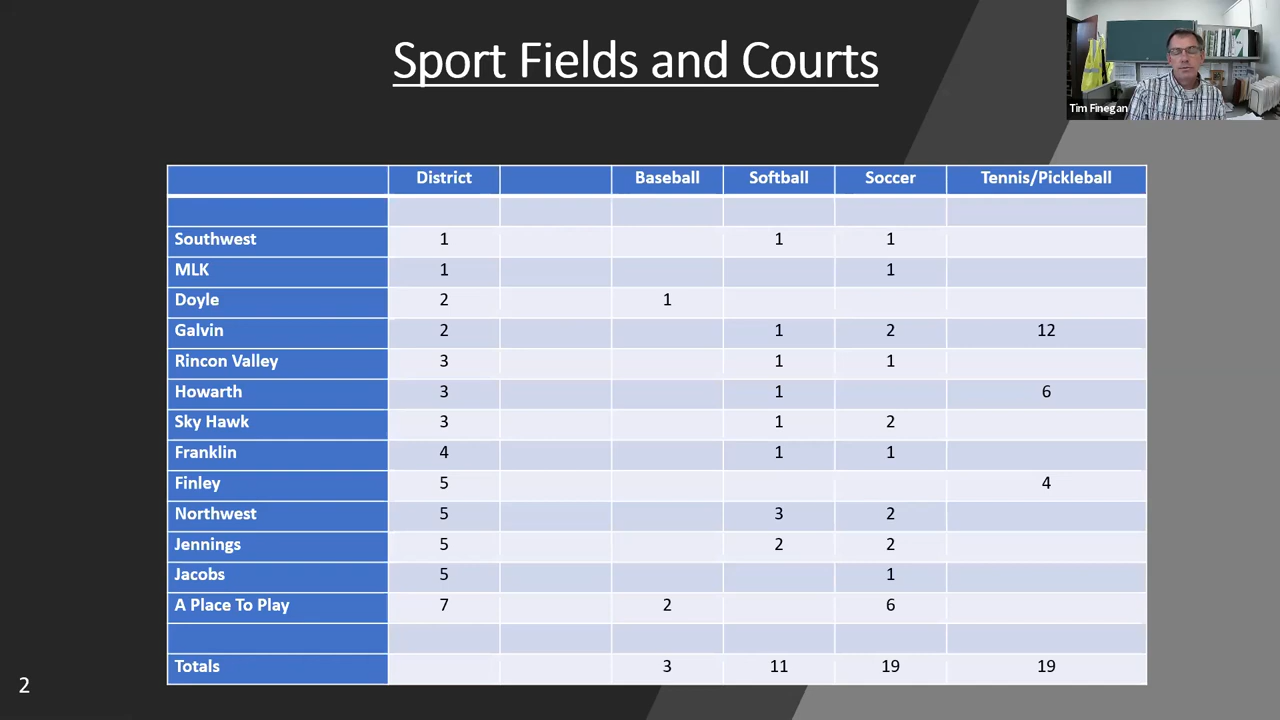 Sport Fields and Courts
Tim Finegan
District Baseball Softball Soccer Tennis/Pickleball
Southwest 1 1 1
MLK 1 1
Doyle 2 1
Galvin 2 1 2 12
Rincon Valley 3 1 1
Howarth 3 1 6
Sky Hawk 3 1 2
Franklin 4 1 1
Finley 5 4
Northwest 5 3 2
Jennings 5 2 2
Jacobs 5 1
A Place To Play 7 2 6
Totals 3 11 19 19
2